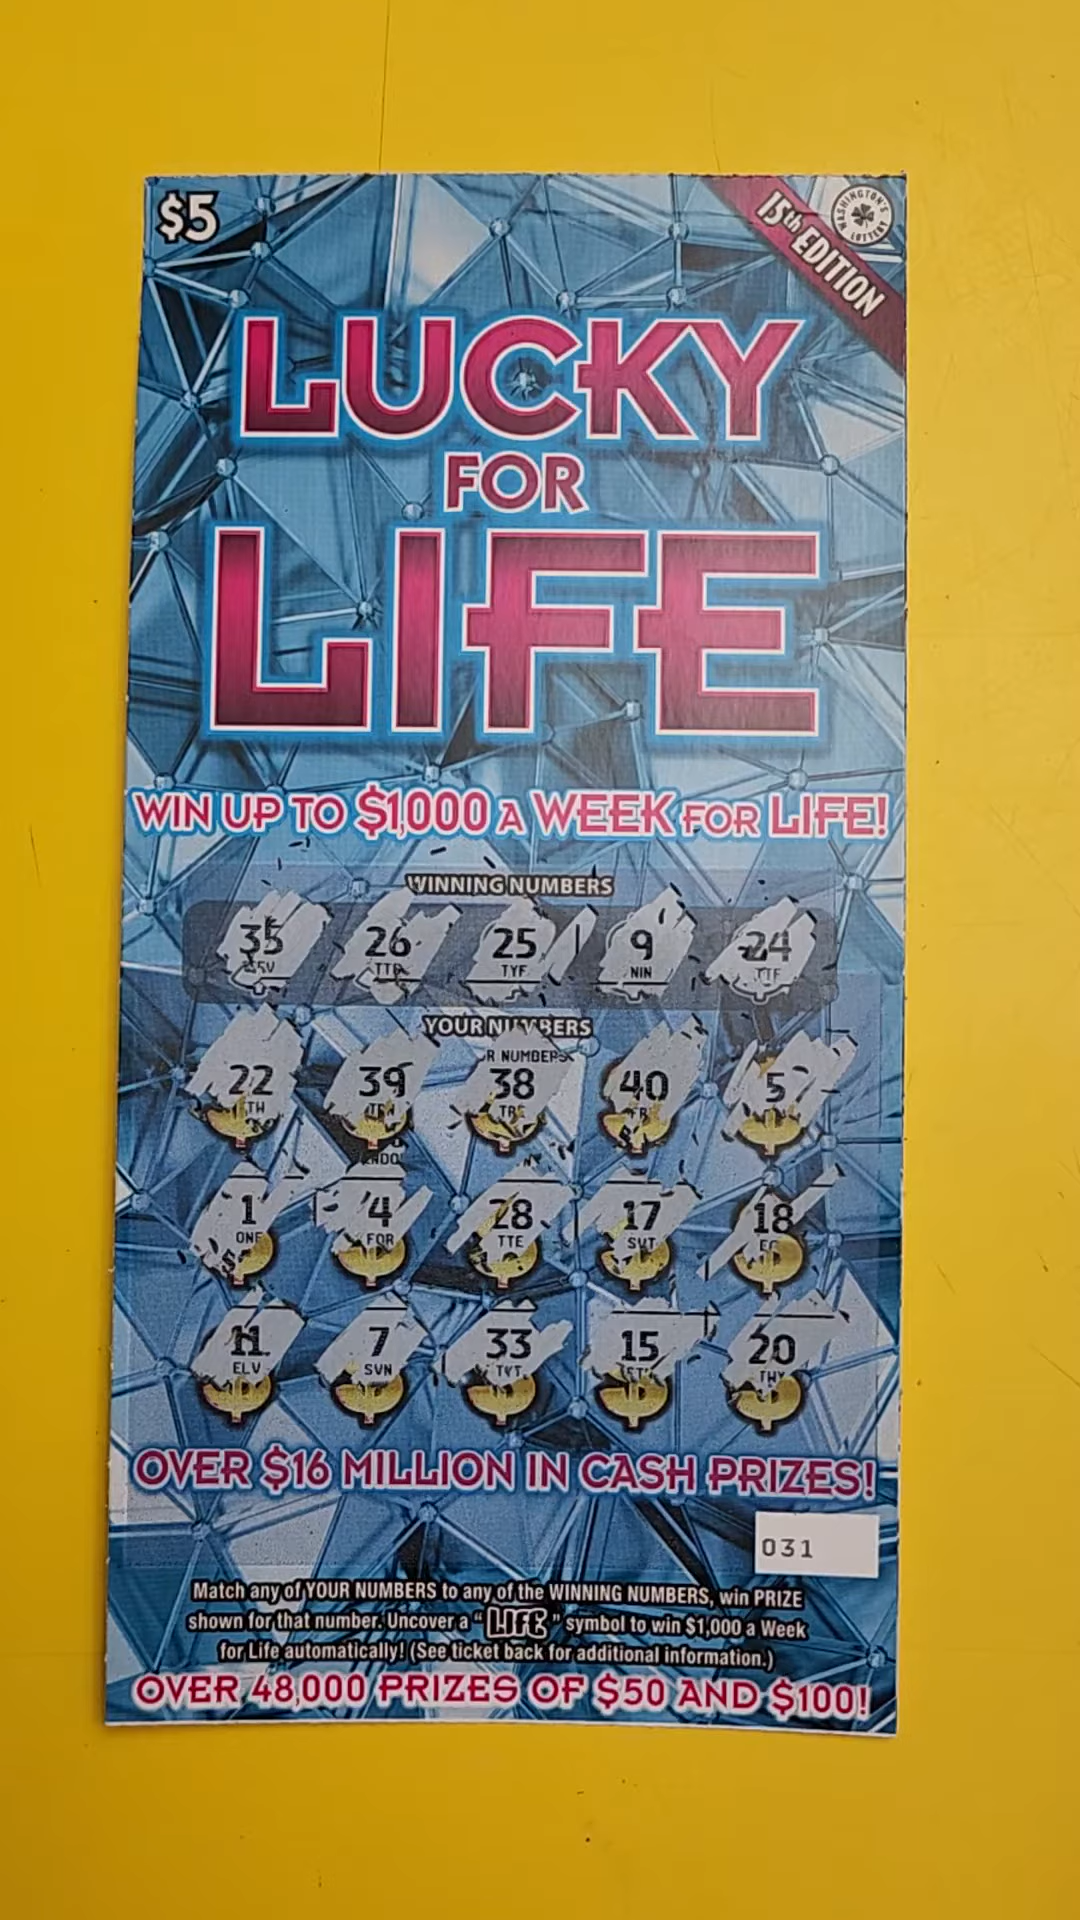 $5
15th EDITION
WASHINGTON'S LOTTERY
LUCKY
FOR
LIFE
WIN UP TO $1,000 A WEEK FOR LIFE!
WINNING NUMBERS
35 26 25 9 24
TYF NIN
YOUR NUMBERS
R NUMBERS
22 39 38 40 5
1 4 28 17 18
ONE FOR TTE SVT
11 7 33 15 20
ELV SVN TYT THY
OVER $16 MILLION IN CASH PRIZES!
031
Match any of YOUR NUMBERS to any of the WINNING NUMBERS, win PRIZE
shown for that number. Uncover a "LIFE" symbol to win $1,000 a Week
for Life automatically! (See ticket back for additional information.)
OVER 48,000 PRIZES OF $50 AND $100!